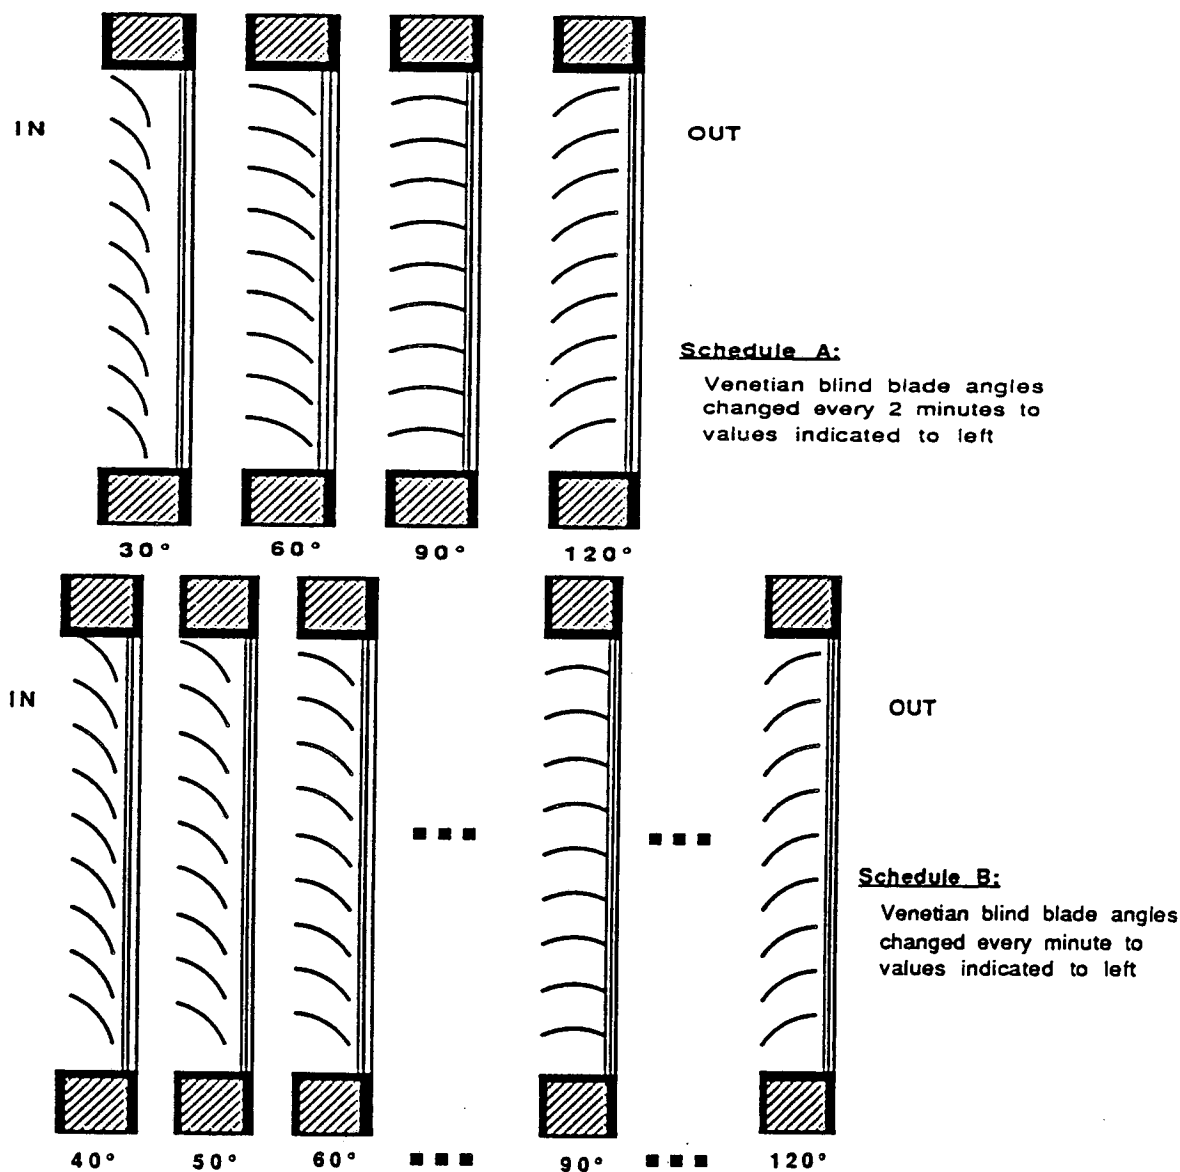 IN
OUT
Schedule A:
Venetian blind blade angles
changed every 2 minutes to
values indicated to left
30° 60° 90° 120°
IN
OUT
Schedule B:
Venetian blind blade angles
changed every minute to
values indicated to left
40° 50° 60° 90° 120°